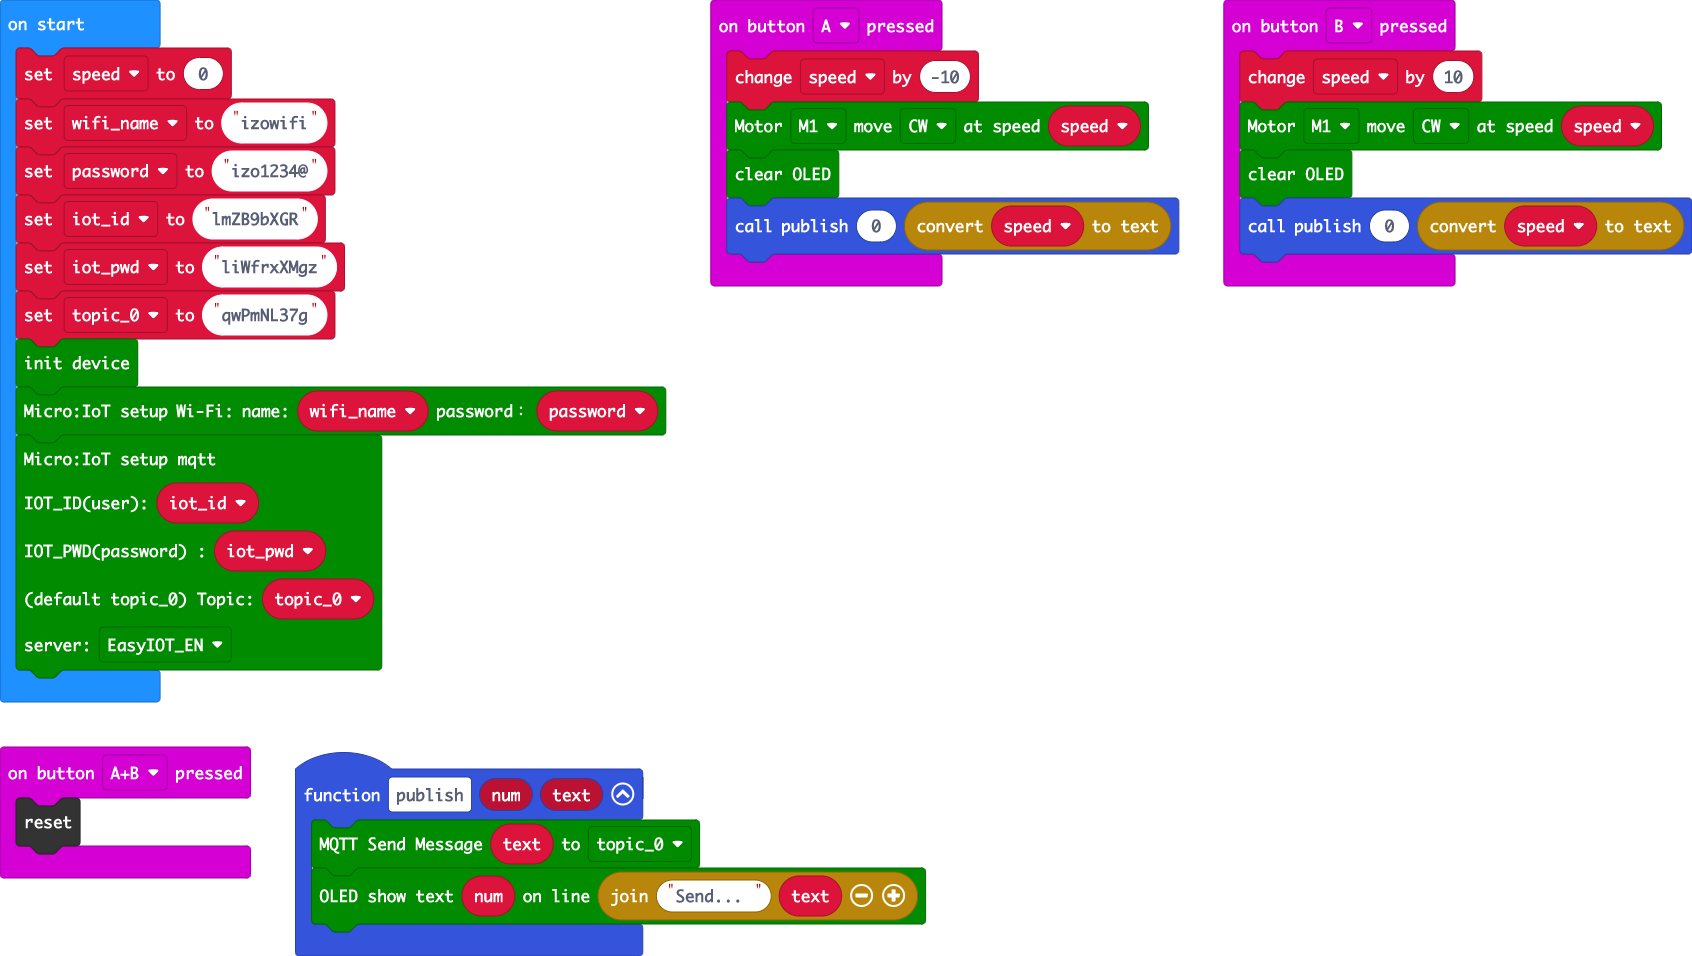 on start
set speed to 0
set wifi_name to "izowifi"
set password to "izo1234@"
set iot_id to "lmZB9bXGR"
set iot_pwd to "liWfrxXMgz"
set topic_0 to "qwPmNL37g"
init device
Micro:IoT setup Wi-Fi: name: wifi_name password: password
Micro:IoT setup mqtt
IOT_ID(user): iot_id
IOT_PWD(password) : iot_pwd
(default topic_0) Topic: topic_0
server: EasyIOT_EN
on button A pressed
change speed by -10
Motor M1 move CW at speed speed
clear OLED
call publish 0 convert speed to text
on button B pressed
change speed by 10
Motor M1 move CW at speed speed
clear OLED
call publish 0 convert speed to text
on button A+B pressed
reset
function publish num text
MQTT Send Message text to topic_0
OLED show text num on line join "Send... " text